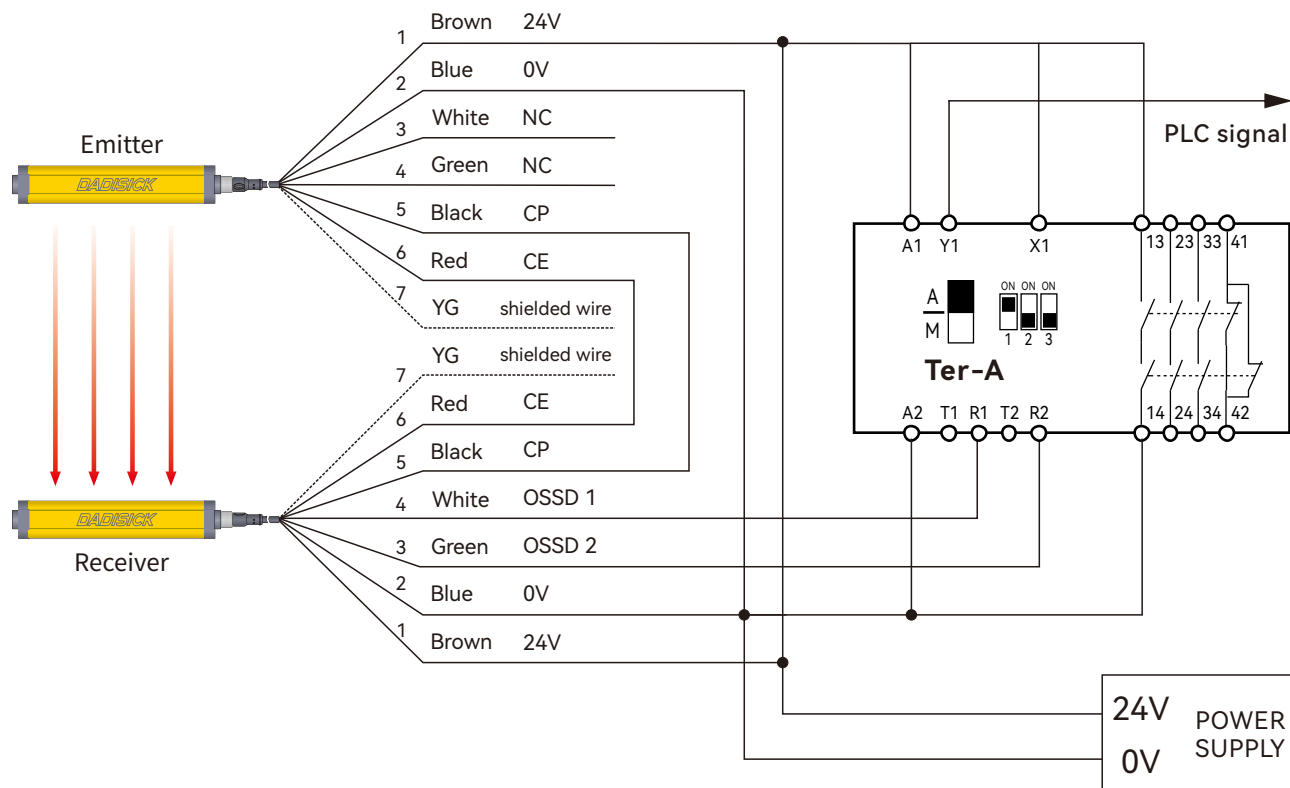 Brown 24V
1
Blue 0V
2
White NC
3
Green NC
4
Black CP
5
Red CE
6
YG shielded wire
7
YG shielded wire
7
Red CE
6
Black CP
5
White OSSD 1
4
Green OSSD 2
3
Blue 0V
2
Brown 24V
1
Emitter
DADISICK
DADISICK
Receiver
PLC signal
A1 Y1 X1 13 23 33 41
A
M
ON ON ON
1 2 3
Ter-A
A2 T1 R1 T2 R2 14 24 34 42
24V
0V
POWER
SUPPLY